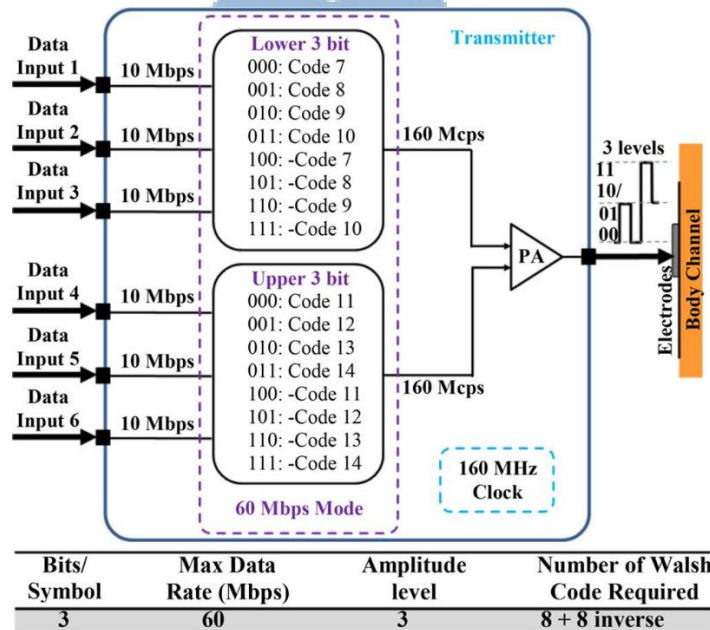 Transmitter
Data
Input 1
10 Mbps
Data
Input 2
10 Mbps
Data
Input 3
10 Mbps
Lower 3 bit
000: Code 7
001: Code 8
010: Code 9
011: Code 10
100: -Code 7
101: -Code 8
110: -Code 9
111: -Code 10
160 Mcps
Data
Input 4
10 Mbps
Data
Input 5
10 Mbps
Data
Input 6
10 Mbps
Upper 3 bit
000: Code 11
001: Code 12
010: Code 13
011: Code 14
100: -Code 11
101: -Code 12
110: -Code 13
111: -Code 14
160 Mcps
60 Mbps Mode
PA
160 MHz
Clock
3 levels
11
10/
01
00
Electrodes
Body Channel
Bits/ Max Data Amplitude Number of Walsh
Symbol Rate (Mbps) level Code Required
3 60 3 8 + 8 inverse